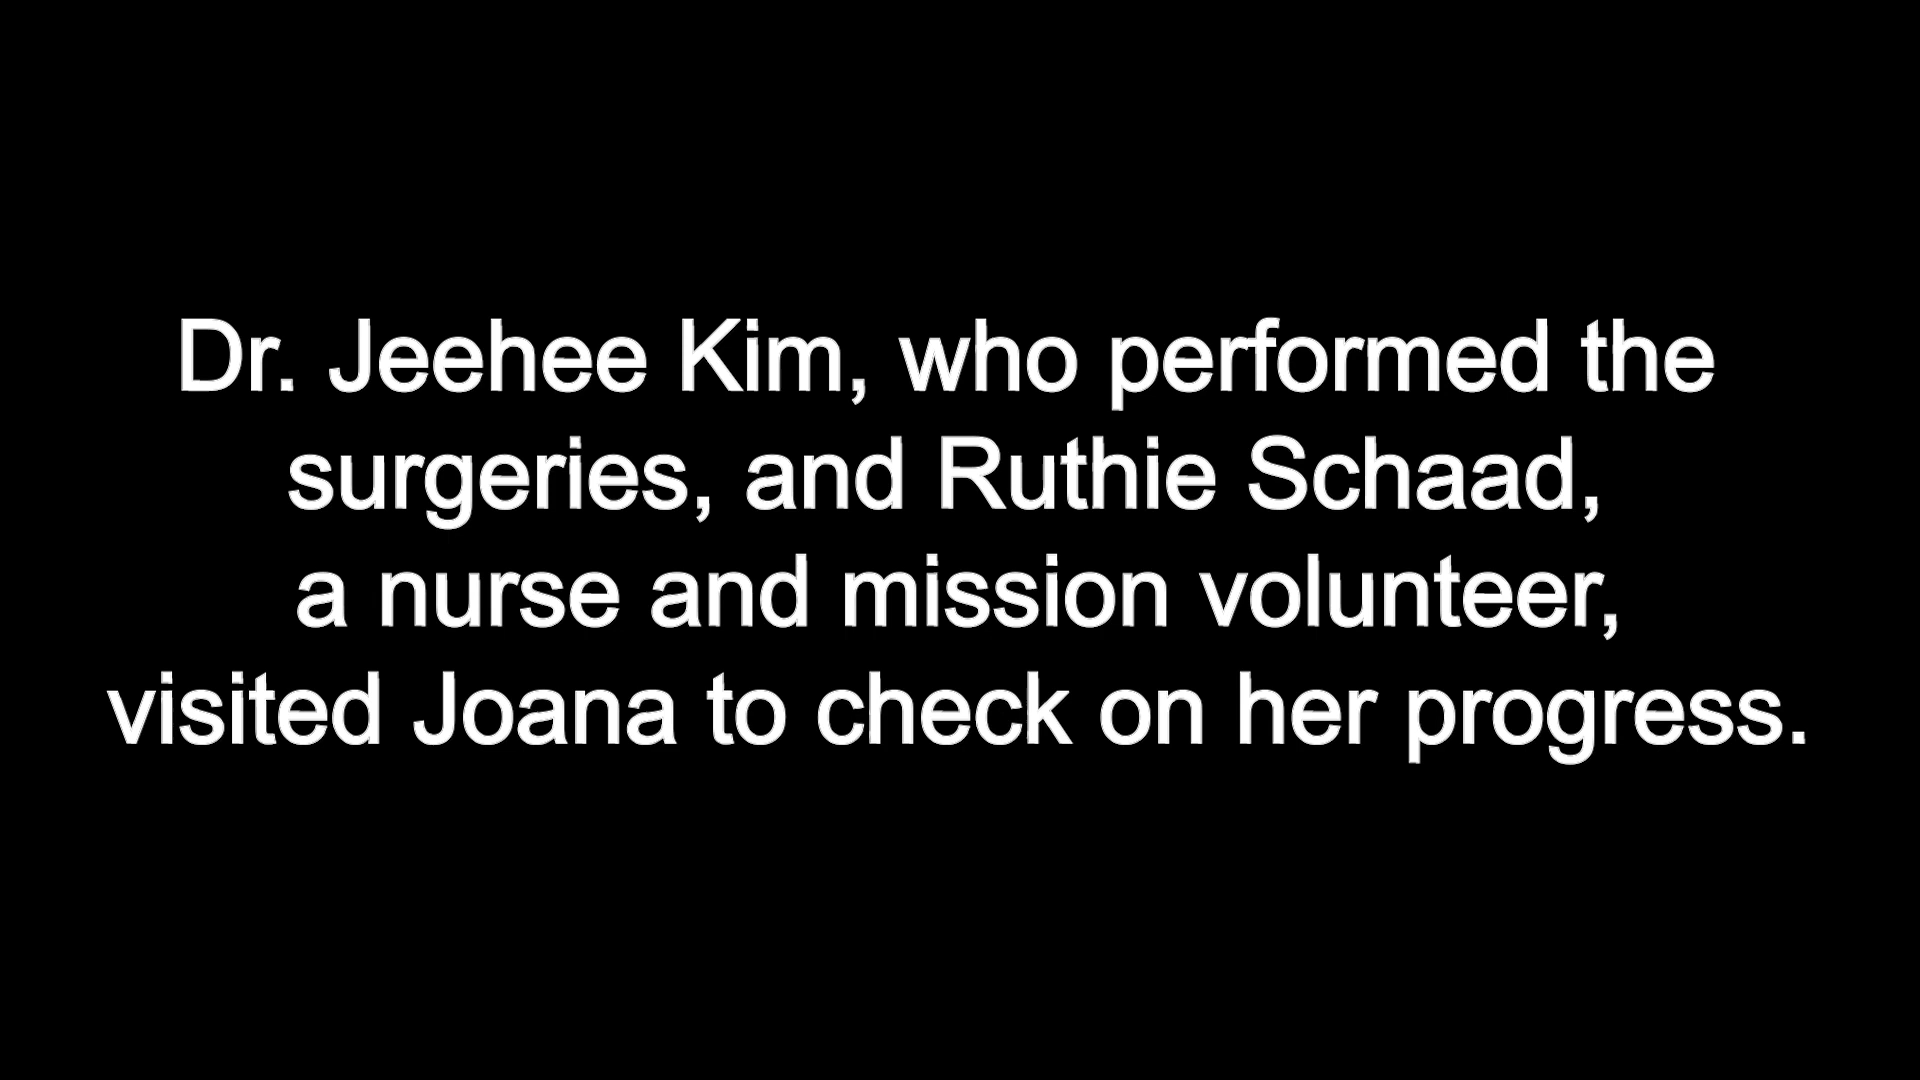 Dr. Jeehee Kim, who performed the
surgeries, and Ruthie Schaad,
a nurse and mission volunteer,
visited Joana to check on her progress.